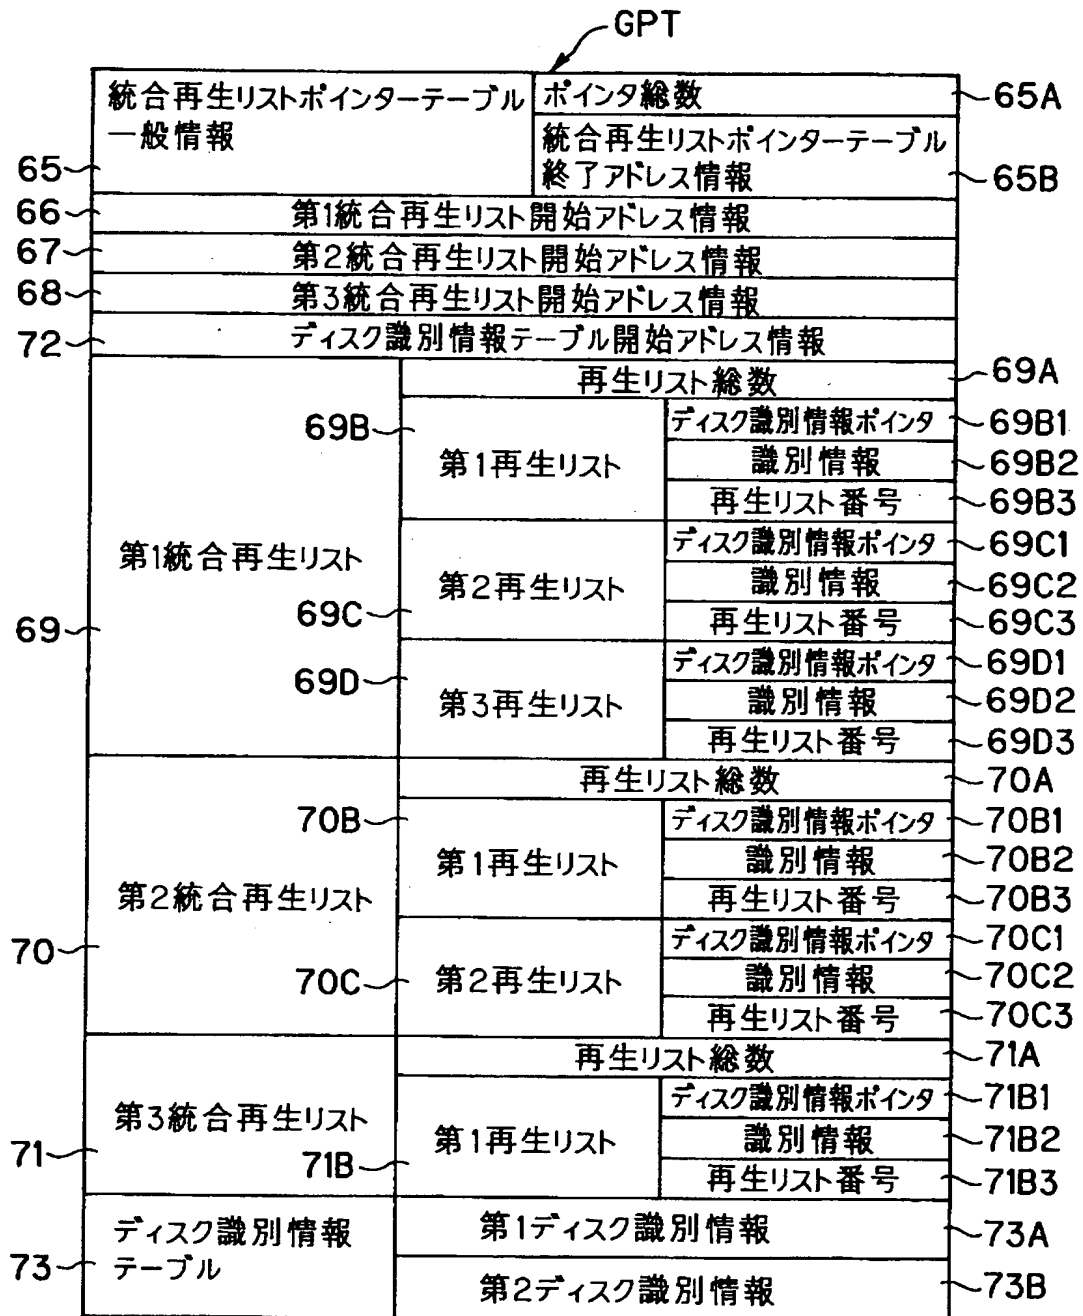 GPT
統合再生リストポインターテーブル
一般情報
65
ポインタ総数
65A
統合再生リストポインターテーブル
終了アドレス情報
65B
66
第1統合再生リスト開始アドレス情報
67
第2統合再生リスト開始アドレス情報
68
第3統合再生リスト開始アドレス情報
72
ディスク識別情報テーブル開始アドレス情報
第1統合再生リスト
69
再生リスト総数
69A
69B
第1再生リスト
ディスク識別情報ポインタ
69B1
識別情報
69B2
再生リスト番号
69B3
第2再生リスト
69C
ディスク識別情報ポインタ
69C1
識別情報
69C2
再生リスト番号
69C3
69D
第3再生リスト
ディスク識別情報ポインタ
69D1
識別情報
69D2
再生リスト番号
69D3
第2統合再生リスト
70
再生リスト総数
70A
70B
第1再生リスト
ディスク識別情報ポインタ
70B1
識別情報
70B2
再生リスト番号
70B3
70C
第2再生リスト
ディスク識別情報ポインタ
70C1
識別情報
70C2
再生リスト番号
70C3
第3統合再生リスト
71
再生リスト総数
71A
第1再生リスト
71B
ディスク識別情報ポインタ
71B1
識別情報
71B2
再生リスト番号
71B3
ディスク識別情報
テーブル
73
第1ディスク識別情報
73A
第2ディスク識別情報
73B